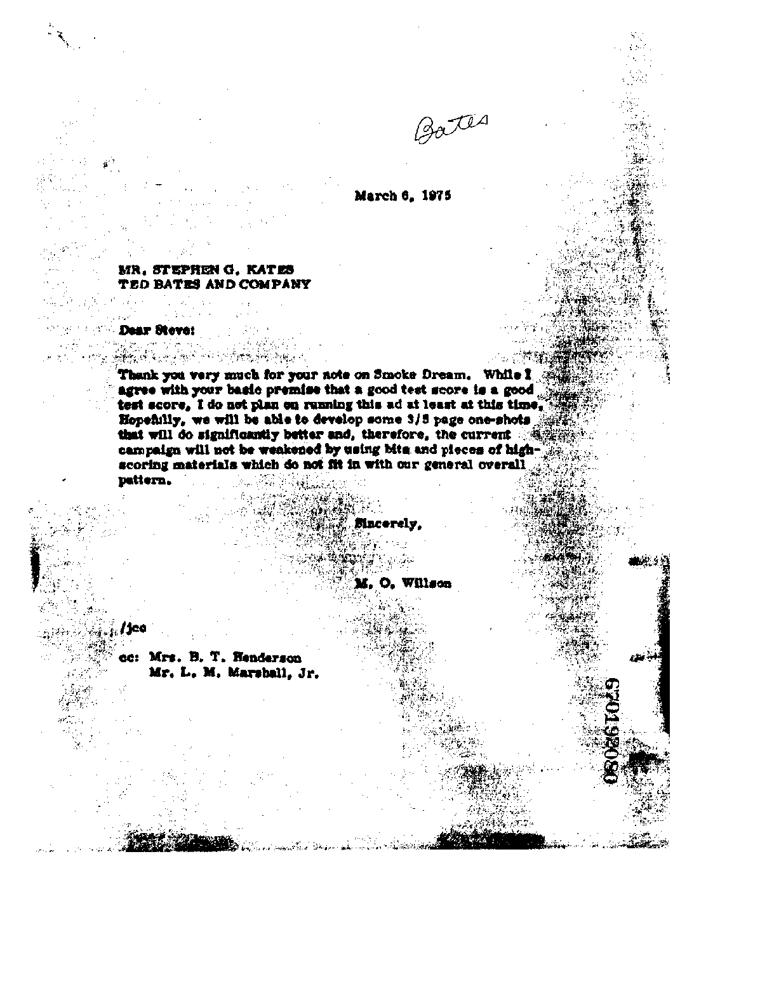 Bates
March 6, 1975
MR. STEPHEN G. KATES
TED BATES AND COMPANY
Dear Steve:
Thank you very much for your note on Smoke Dream. While I
agree with your basic premise that a good test score is a good
test score, I do not plan on running this ad at least at this time.
Hopefully, we will be able to develop some 3/5 page one-shots
that will do significantly better and, therefore, the current
campaign will not be weakened by using bits and pieces of high-
scoring materials which do not fit in with our general overall
pattern.
Sincerely,
M. O. Willson
/jca
cc: Mrs. B. T. Henderson
Mr. L. M. Marshall, Jr.
670192080